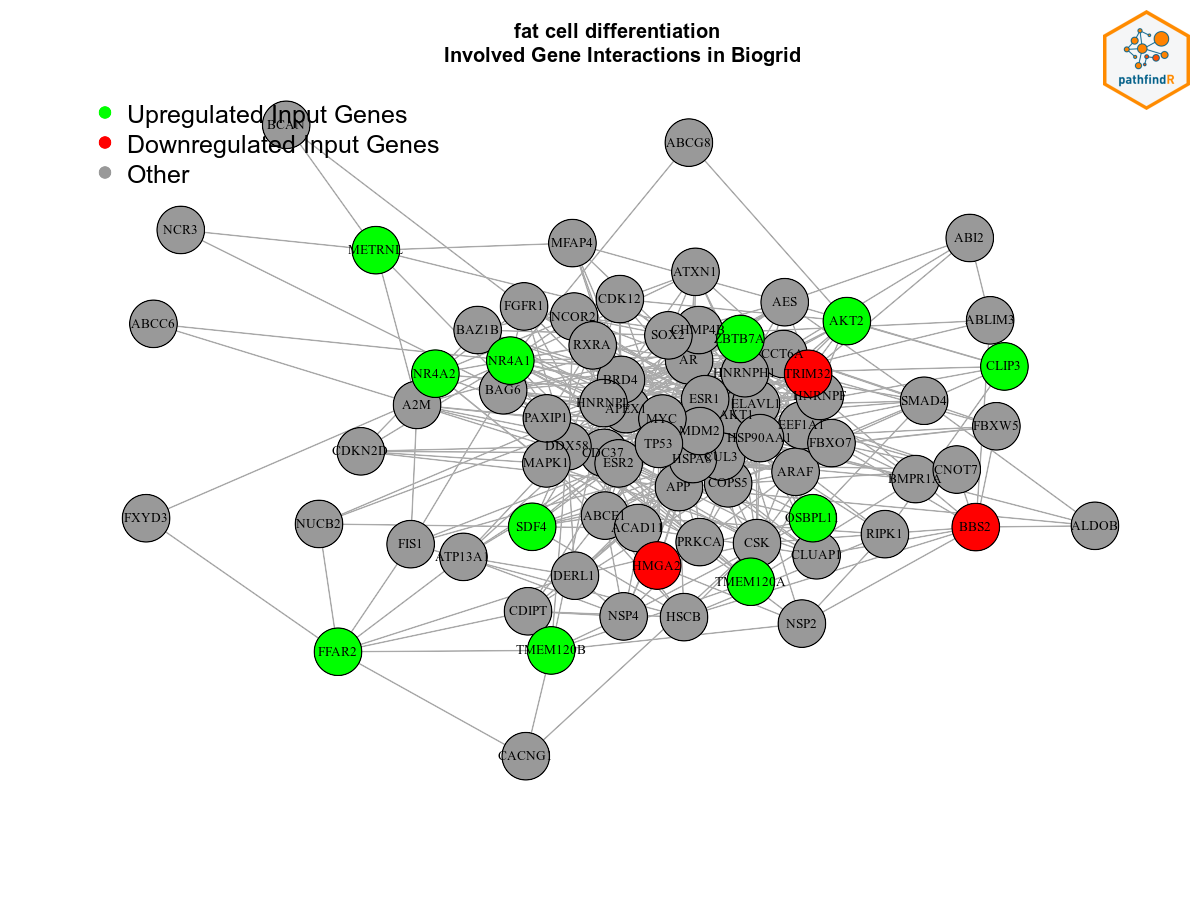 fat cell differentiation
Involved Gene Interactions in Biogrid
pathfindR
Upregulated Input Genes
Downregulated Input Genes
Other
BCAN
ABCG8
NCR3
METRNL
MFAP4
ABI2
ATXN1
CDK12
AES
FGFR1
NCOR2
ABCC6
BAZ1B
SOX2
CHMP4B
ZBTB7A
AKT2
ABLIM3
RXRA
CCT6A
NR4A1
AR
NR4A2
HNRNPH1
TRIM32
CLIP3
BRD4
BAG6
A2M
HNRNPL
APEX1
ESR1
ELAVL1
HNRNPF
SMAD4
PAXIP1
MYC
AKT1
EEF1A1
FBXW5
MDM2
HSP90AA1
FBXO7
DDX58
TP53
CDKN2D
CDC37
MAPK1
ESR2
HSPA8
CUL3
ARAF
CNOT7
BMPR1A
APP
COPS5
FXYD3
NUCB2
SDF4
ABCE1
ACAD11
OSBPL1
BBS2
ALDOB
RIPK1
FIS1
ATP13A1
PRKCA
CSK
CLUAP1
HMGA2
DERL1
TMEM120A
CDIPT
NSP4
HSCB
NSP2
FFAR2
TMEM120B
CACNG1